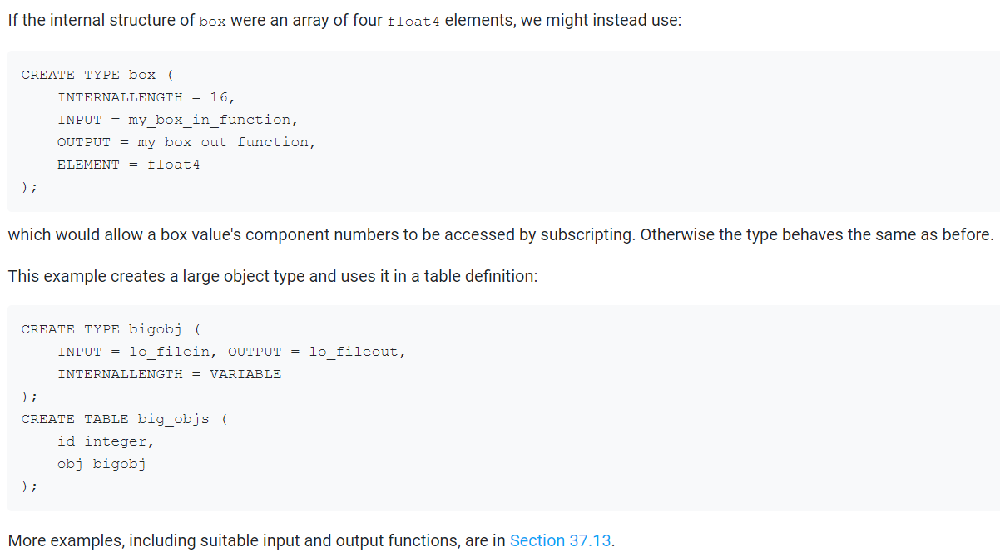 If the internal structure of box were an array of four float4 elements, we might instead use:
CREATE TYPE box (
    INTERNALLENGTH = 16,
    INPUT = my_box_in_function,
    OUTPUT = my_box_out_function,
    ELEMENT = float4
);
which would allow a box value's component numbers to be accessed by subscripting. Otherwise the type behaves the same as before.
This example creates a large object type and uses it in a table definition:
CREATE TYPE bigobj (
    INPUT = lo_filein, OUTPUT = lo_fileout,
    INTERNALLENGTH = VARIABLE
);
CREATE TABLE big_objs (
    id integer,
    obj bigobj
);
More examples, including suitable input and output functions, are in Section 37.13.